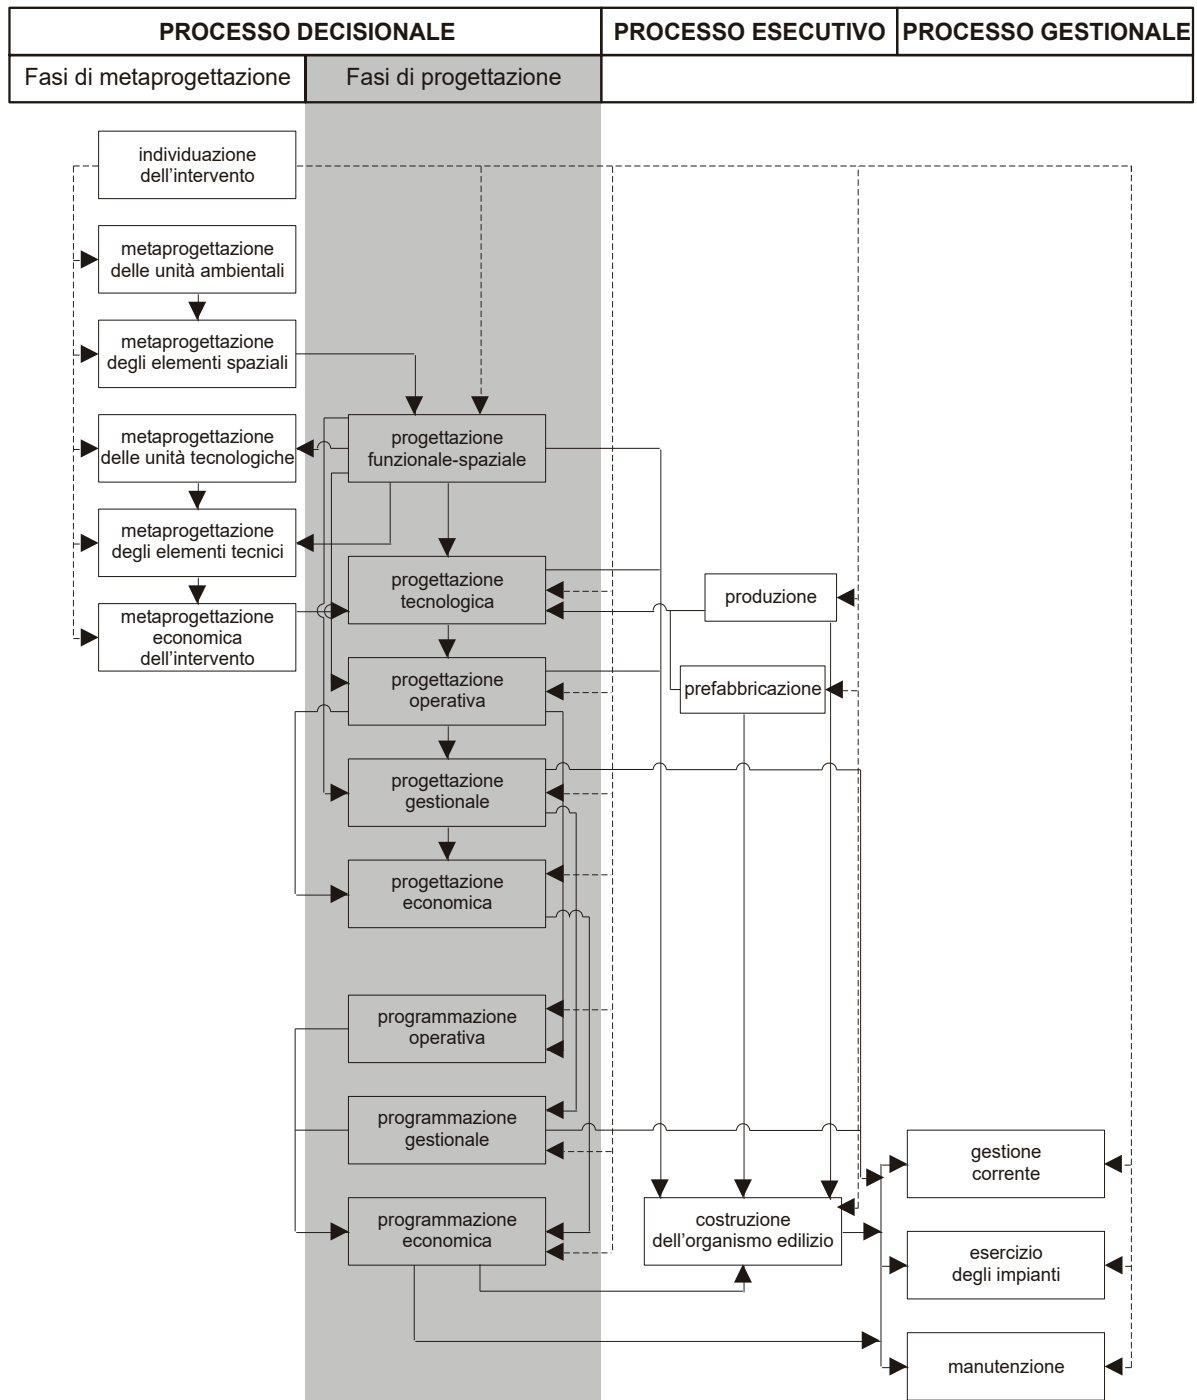 PROCESSO DECISIONALE
PROCESSO ESECUTIVO
PROCESSO GESTIONALE
Fasi di metaprogettazione
Fasi di progettazione
individuazione
dell’intervento
metaprogettazione
delle unità ambientali
metaprogettazione
degli elementi spaziali
metaprogettazione
delle unità tecnologiche
metaprogettazione
degli elementi tecnici
metaprogettazione
economica
dell’intervento
progettazione
funzionale-spaziale
progettazione
tecnologica
progettazione
operativa
progettazione
gestionale
progettazione
economica
programmazione
operativa
programmazione
gestionale
programmazione
economica
produzione
prefabbricazione
costruzione
dell’organismo edilizio
gestione
corrente
esercizio
degli impianti
manutenzione